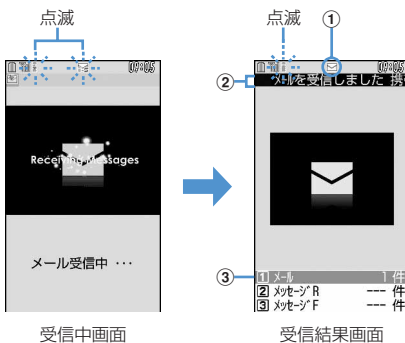 点滅
09:05
Receiving Messages
メール受信中 ···
受信中画面
点滅
①
09:05
②
メールを受信しました 携
③
1 メール 1 件
2 メッセージR --- 件
3 メッセージF --- 件
受信結果画面